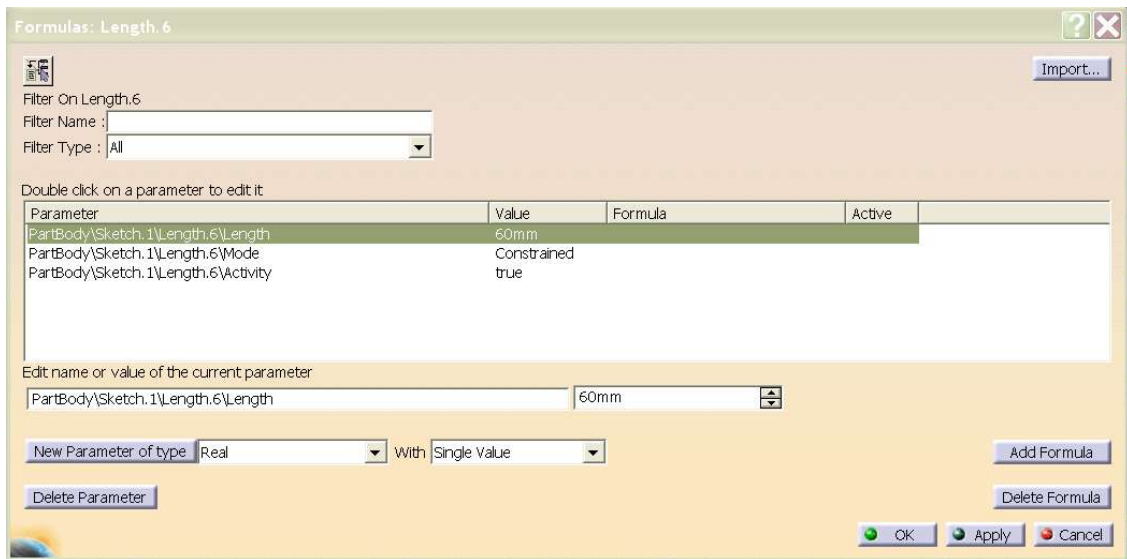 Formulas: Length.6
Import...
Filter On Length.6
Filter Name :
Filter Type : All
Double click on a parameter to edit it
Parameter Value Formula Active
PartBody\Sketch.1\Length.6\Length 60mm
PartBody\Sketch.1\Length.6\Mode Constrained
PartBody\Sketch.1\Length.6\Activity true
Edit name or value of the current parameter
PartBody\Sketch.1\Length.6\Length 60mm
New Parameter of type Real With Single Value Add Formula
Delete Parameter Delete Formula
OK Apply Cancel